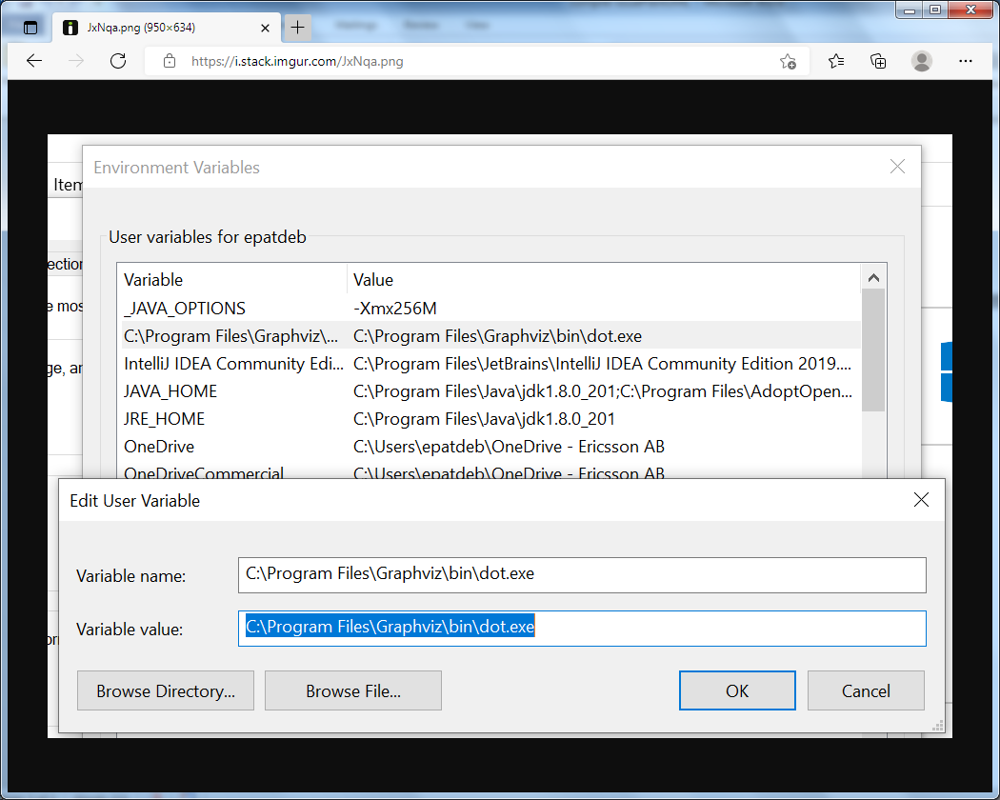 JxNqa.png (950×634)
https://i.stack.imgur.com/JxNqa.png
Environment Variables
Item
User variables for epatdeb
ection
Variable Value
e mos
_JAVA_OPTIONS -Xmx256M
C:\Program Files\Graphviz\... C:\Program Files\Graphviz\bin\dot.exe
ge, an
IntelliJ IDEA Community Edi... C:\Program Files\JetBrains\IntelliJ IDEA Community Edition 2019....
JAVA_HOME C:\Program Files\Java\jdk1.8.0_201;C:\Program Files\AdoptOpen...
JRE_HOME C:\Program Files\Java\jdk1.8.0_201
OneDrive C:\Users\epatdeb\OneDrive - Ericsson AB
OneDriveCommercial C:\Users\epatdeb\OneDrive - Ericsson AB
Edit User Variable
Variable name: C:\Program Files\Graphviz\bin\dot.exe
Variable value: C:\Program Files\Graphviz\bin\dot.exe
Browse Directory... Browse File... OK Cancel